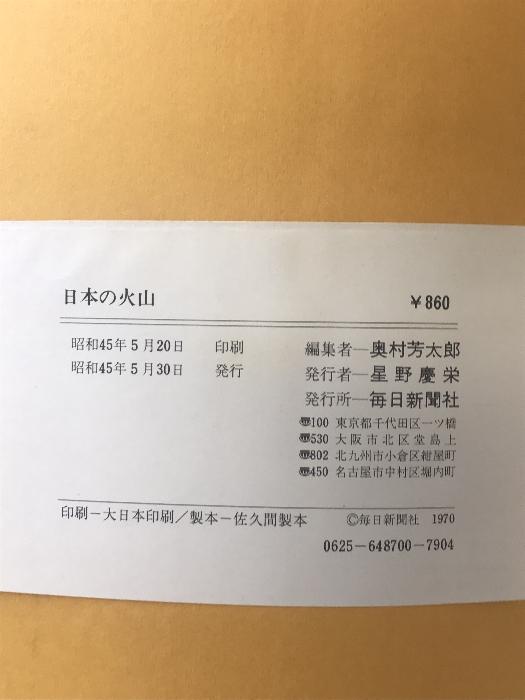 日本の火山 ¥860
昭和45年5月20日 印刷 編集者―奥村芳太郎
昭和45年5月30日 発行 発行者―星野慶栄
発行所―毎日新聞社
〠100 東京都千代田区一ツ橋
〠530 大阪市北区堂島上
〠802 北九州市小倉区紺屋町
〠450 名古屋市中村区堀内町
印刷－大日本印刷／製本－佐久間製本 ©毎日新聞社 1970
0625－648700－7904